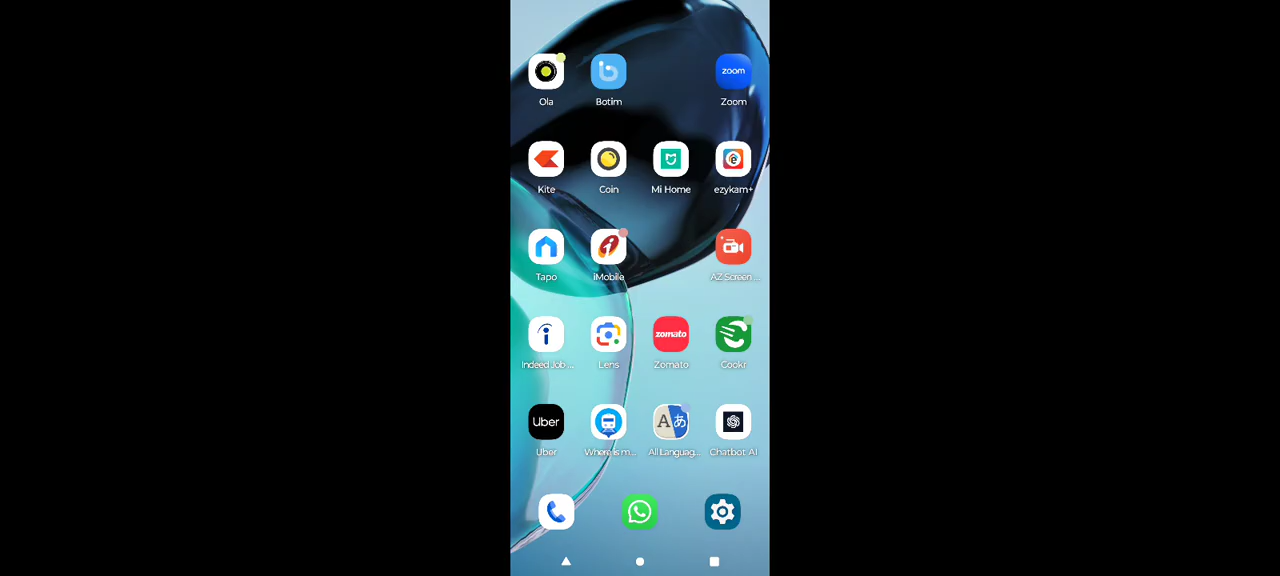 Ola Botim Zoom
zoom
Kite Coin Mi Home ezykam+
Tapo iMobile AZ Screen ...
zomato
Indeed Job ... Lens Zomato Cookr
Uber
A あ
Uber Where is m... All Languag... Chatbot AI